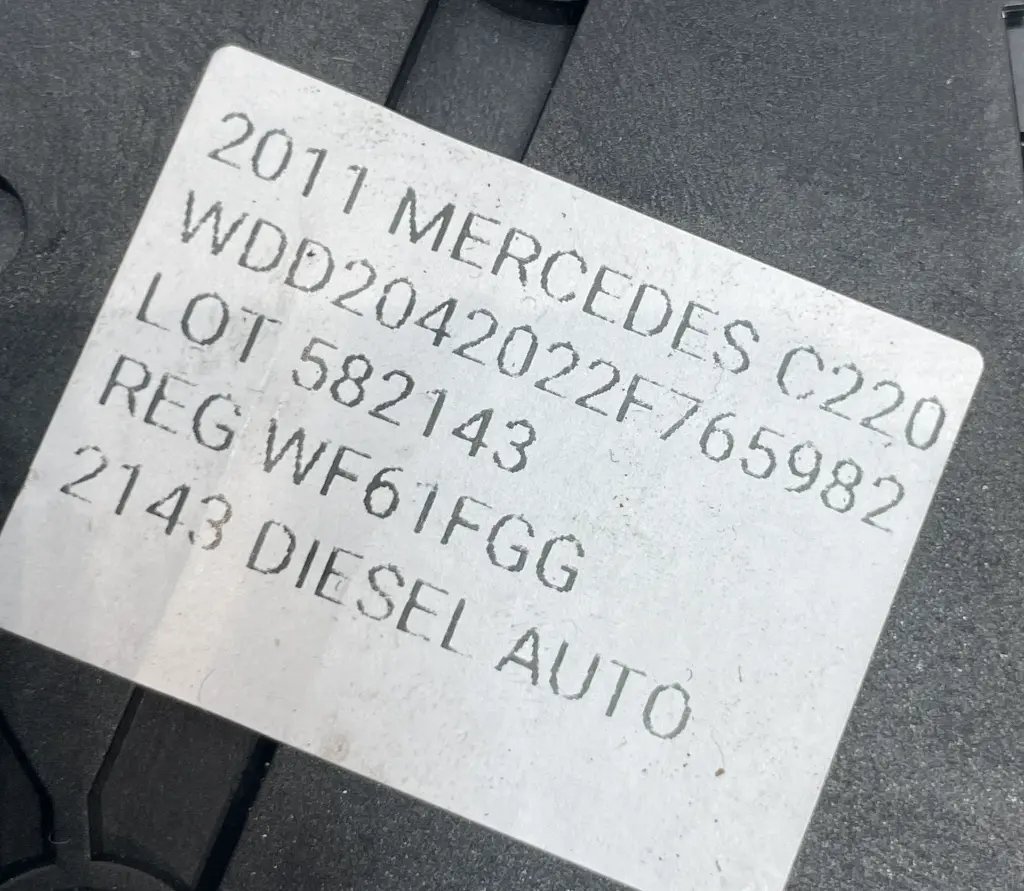 2011 MERCEDES C220
WDD2042022F765982
LOT 582143
REG WF61FGG
2143 DIESEL AUTO